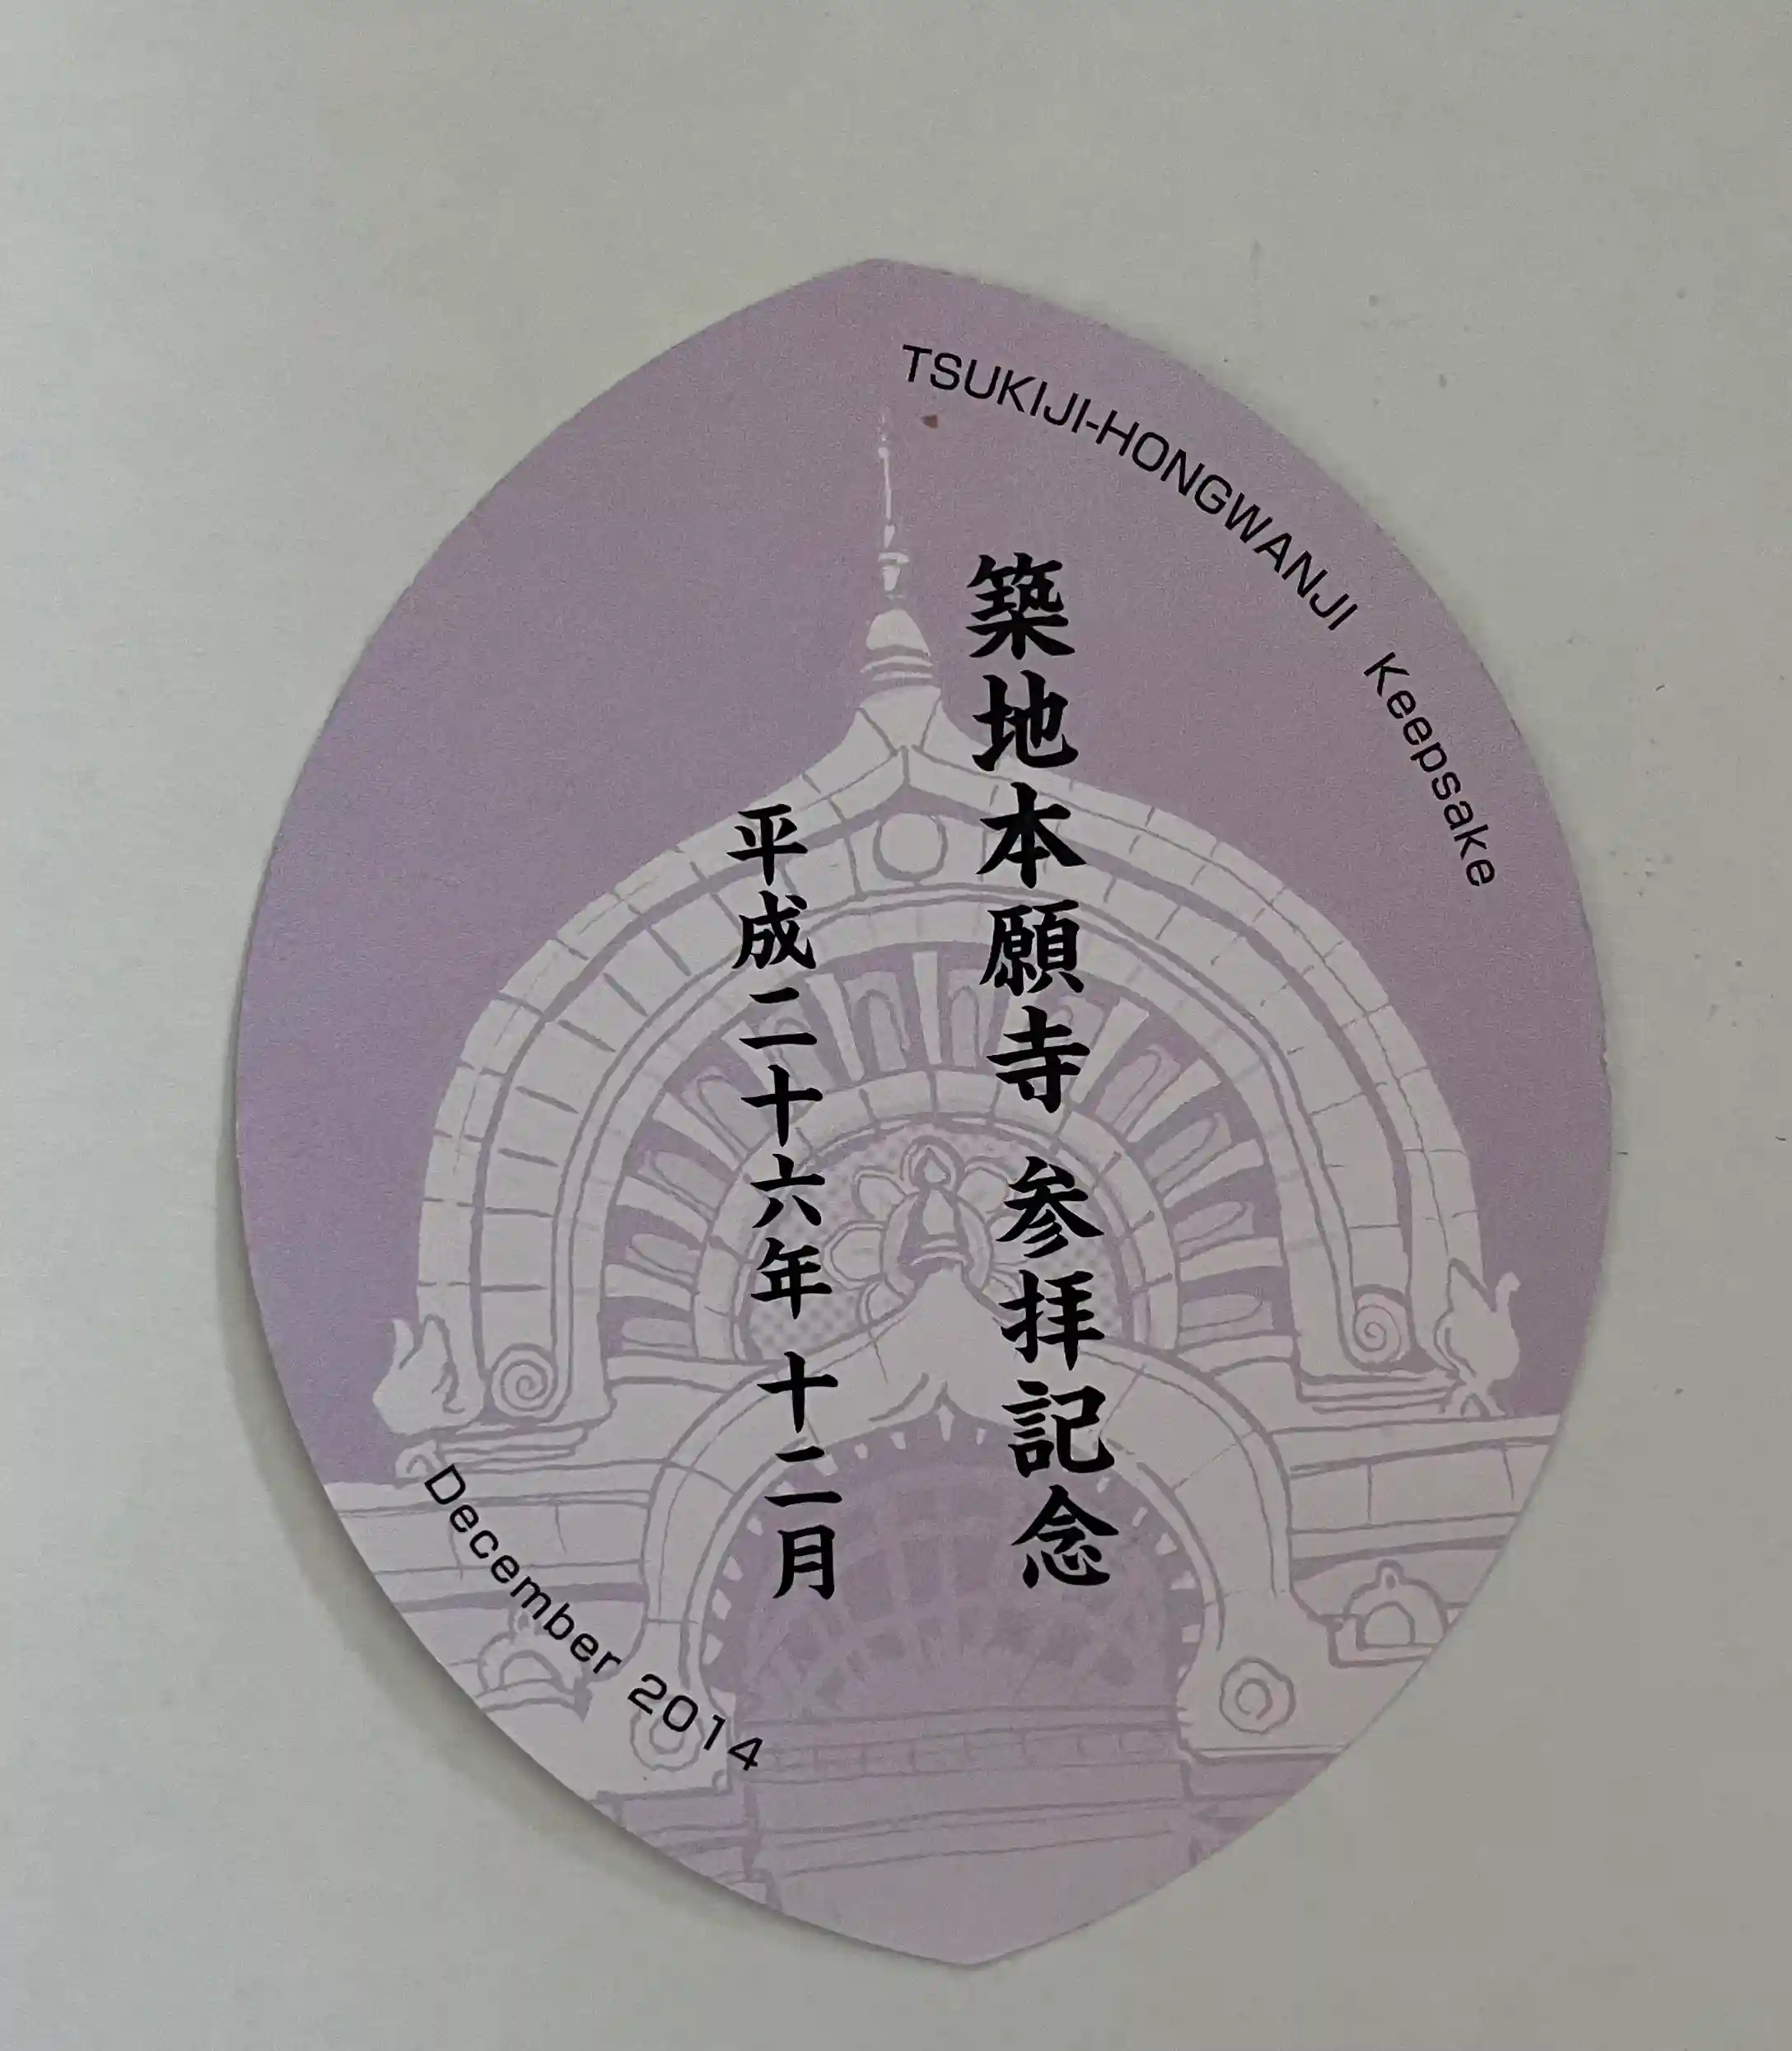 TSUKIJI-HONGWANJI Keepsake
築地本願寺 参拝記念
平成二十六年 十二月
December 2014